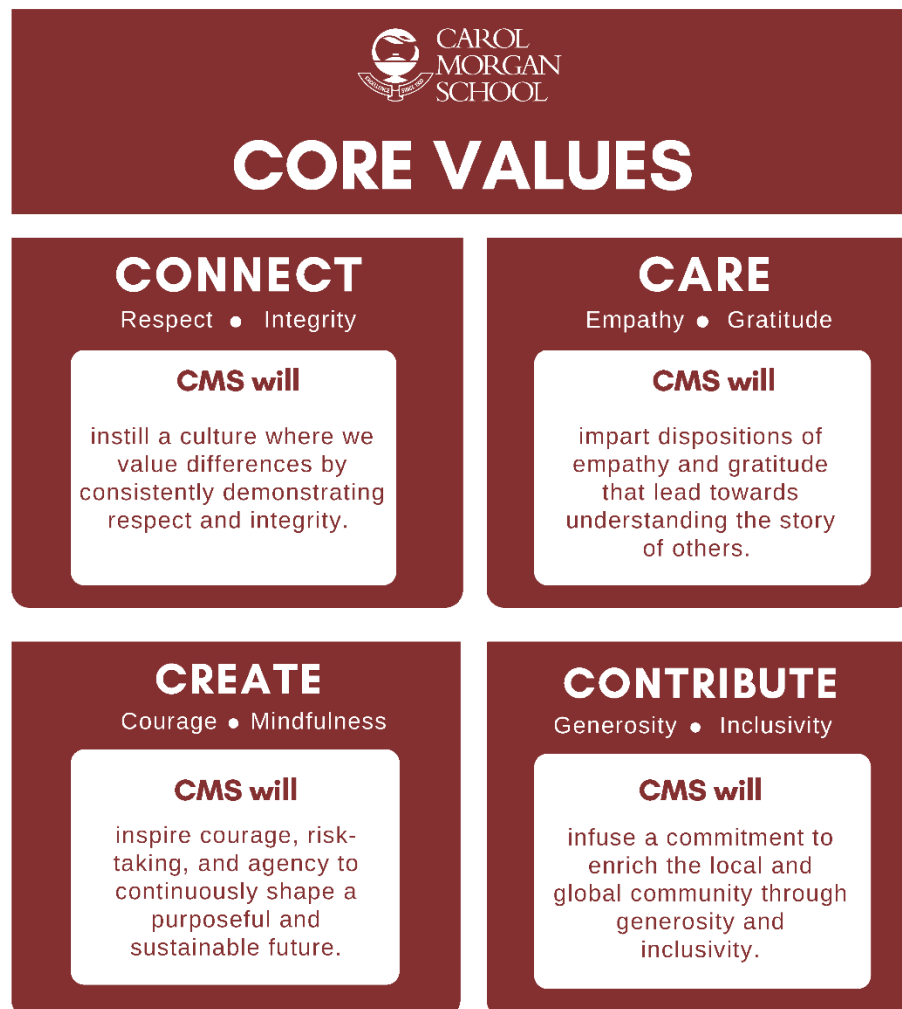 CAROL
MORGAN
SCHOOL
EXCELLENCE SINCE 1933
CORE VALUES
CONNECT
Respect ● Integrity
CMS will
instill a culture where we
value differences by
consistently demonstrating
respect and integrity.
CARE
Empathy ● Gratitude
CMS will
impart dispositions of
empathy and gratitude
that lead towards
understanding the story
of others.
CREATE
Courage ● Mindfulness
CMS will
inspire courage, risk-
taking, and agency to
continuously shape a
purposeful and
sustainable future.
CONTRIBUTE
Generosity ● Inclusivity
CMS will
infuse a commitment to
enrich the local and
global community through
generosity and
inclusivity.